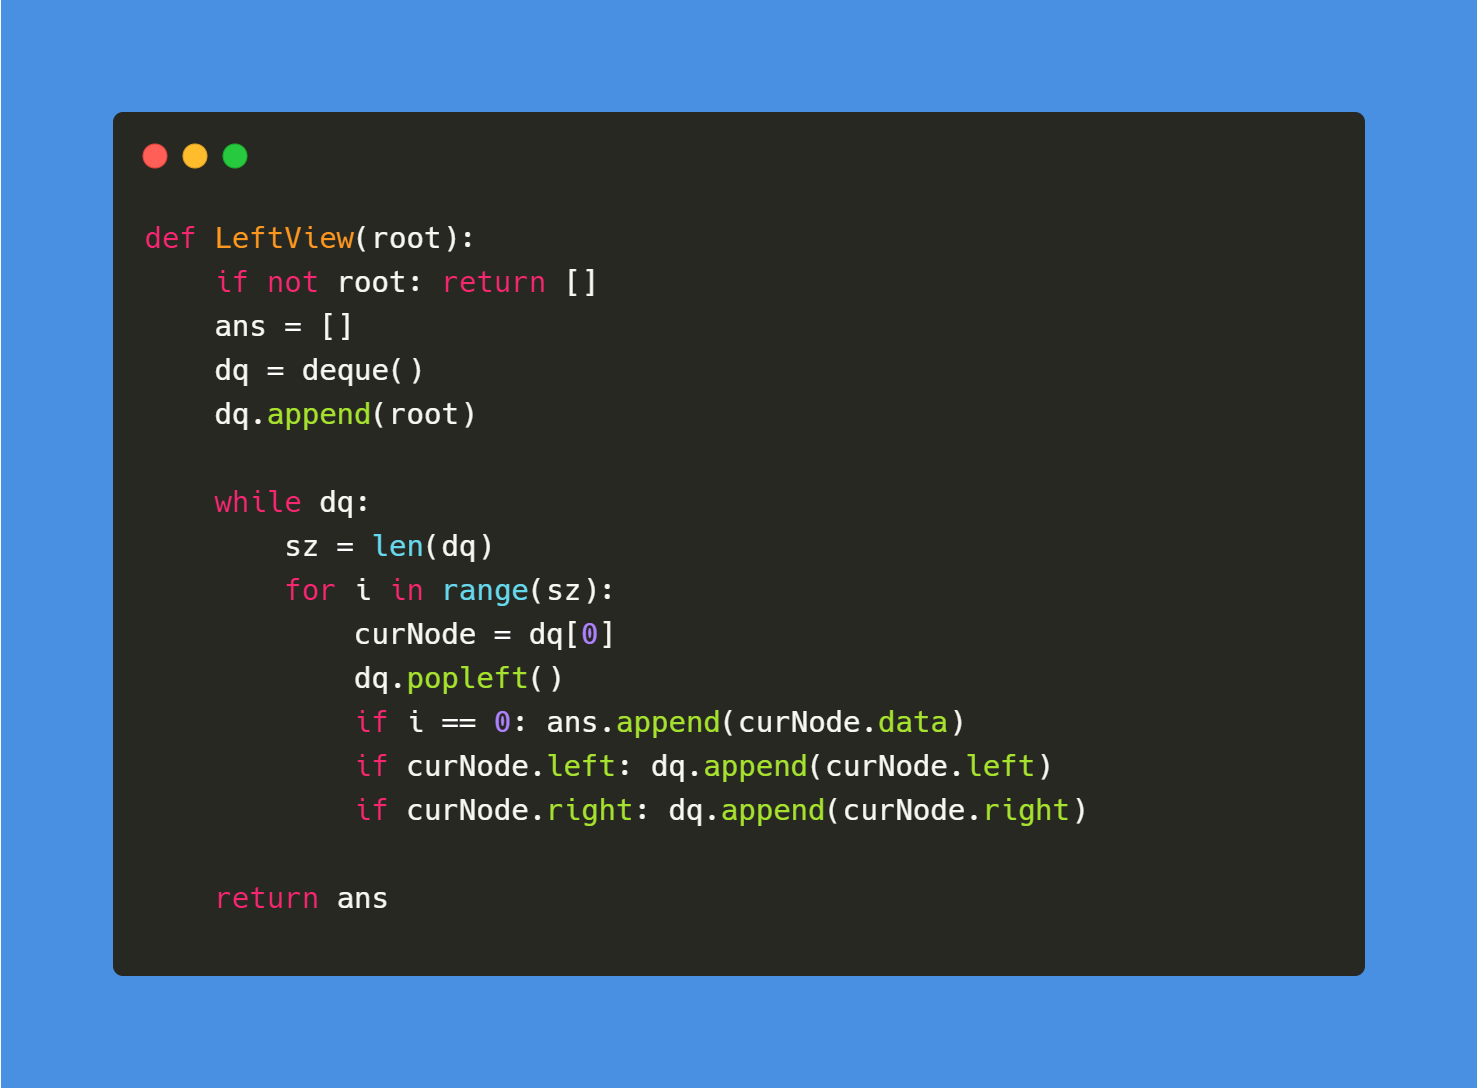 def LeftView(root):
    if not root: return []
    ans = []
    dq = deque()
    dq.append(root)

    while dq:
        sz = len(dq)
        for i in range(sz):
            curNode = dq[0]
            dq.popleft()
            if i == 0: ans.append(curNode.data)
            if curNode.left: dq.append(curNode.left)
            if curNode.right: dq.append(curNode.right)

    return ans